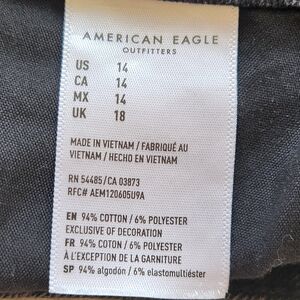 AMERICAN EAGLE
OUTFITTERS
US 14
CA 14
MX 14
UK 18
MADE IN VIETNAM / FABRIQUÉ AU
VIETNAM / HECHO EN VIETNAM
RN 54485/CA 03873
RFC# AEM120605U9A
EN 94% COTTON / 6% POLYESTER
EXCLUSIVE OF DECORATION
FR 94% COTON / 6% POLYESTER
À L'EXCEPTION DE LA GARNITURE
SP 94% algodón / 6% elastomultiéster